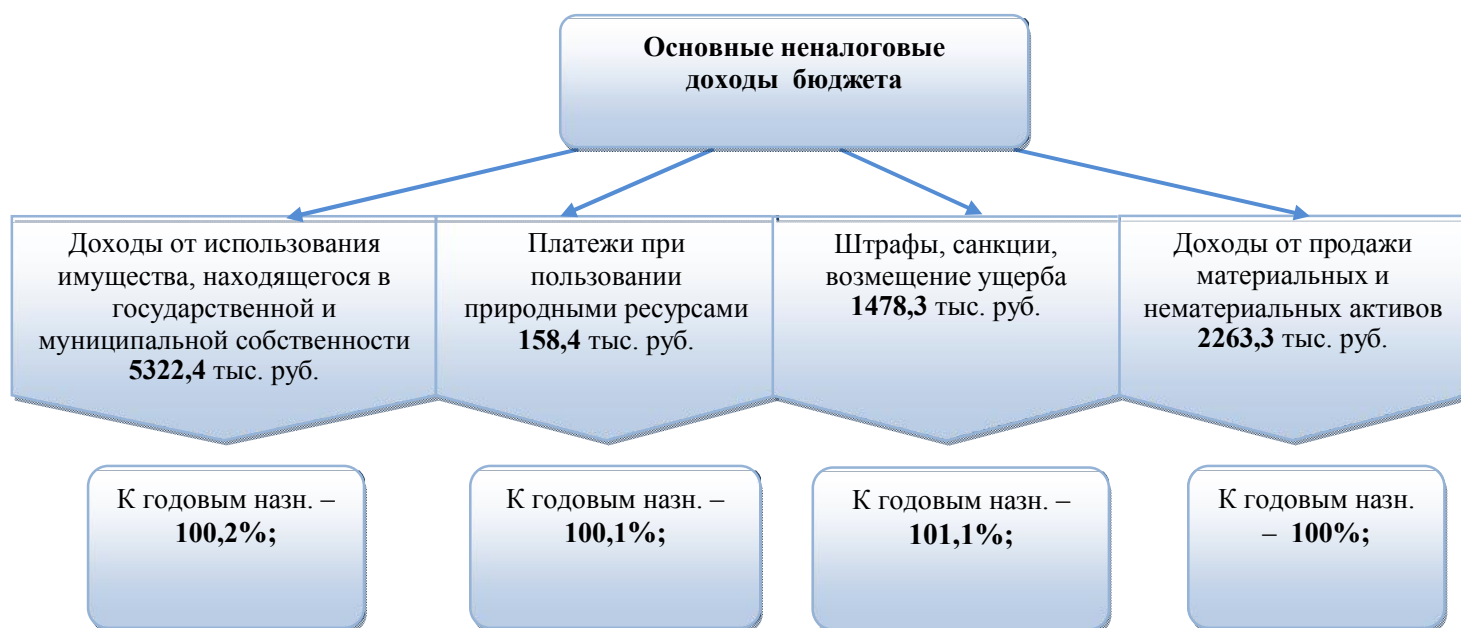 Основные неналоговые
доходы бюджета
Доходы от использования
имущества, находящегося в
государственной и
муниципальной собственности
5322,4 тыс. руб.
Платежи при
пользовании
природными ресурсами
158,4 тыс. руб.
Штрафы, санкции,
возмещение ущерба
1478,3 тыс. руб.
Доходы от продажи
материальных и
нематериальных активов
2263,3 тыс. руб.
К годовым назн. –
100,2%;
К годовым назн. –
100,1%;
К годовым назн. –
101,1%;
К годовым назн.
– 100%;